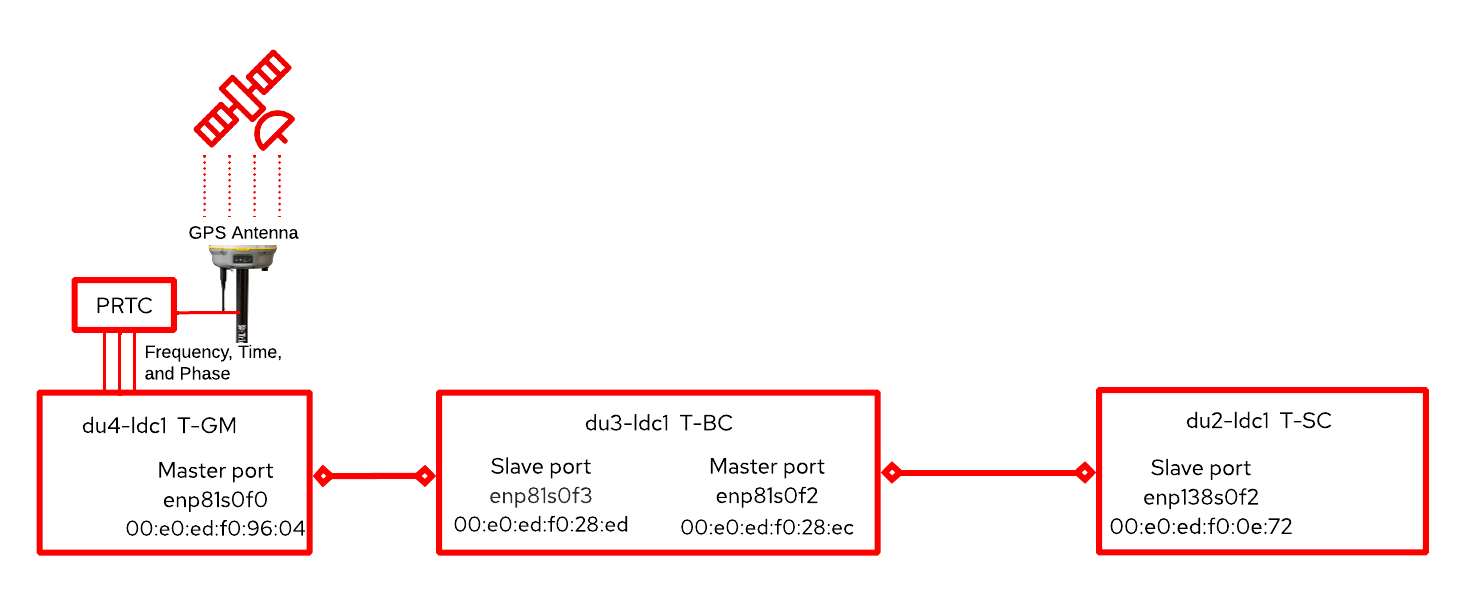 GPS Antenna
PRTC
Frequency, Time,
and Phase
du4-ldc1 T-GM
Master port
enp81s0f0
00:e0:ed:f0:96:04
du3-ldc1 T-BC
Slave port
enp81s0f3
00:e0:ed:f0:28:ed
Master port
enp81s0f2
00:e0:ed:f0:28:ec
du2-ldc1 T-SC
Slave port
enp138s0f2
00:e0:ed:f0:0e:72